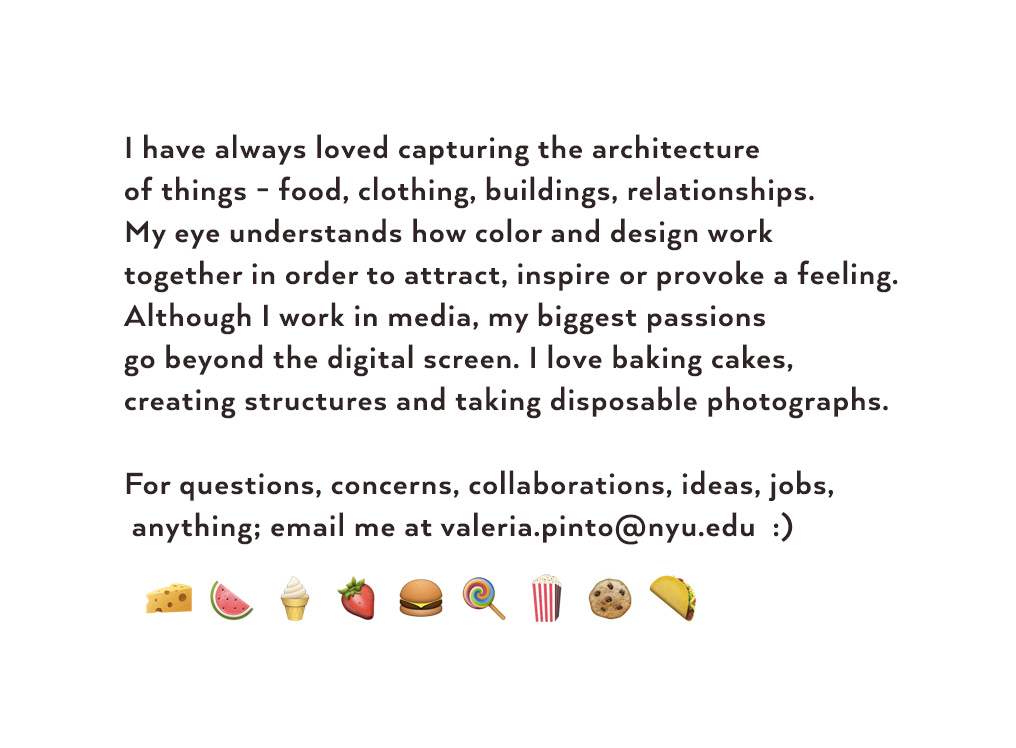 I have always loved capturing the architecture
of things - food, clothing, buildings, relationships.
My eye understands how color and design work
together in order to attract, inspire or provoke a feeling.
Although I work in media, my biggest passions
go beyond the digital screen. I love baking cakes,
creating structures and taking disposable photographs.
For questions, concerns, collaborations, ideas, jobs,
anything; email me at valeria.pinto@nyu.edu :)